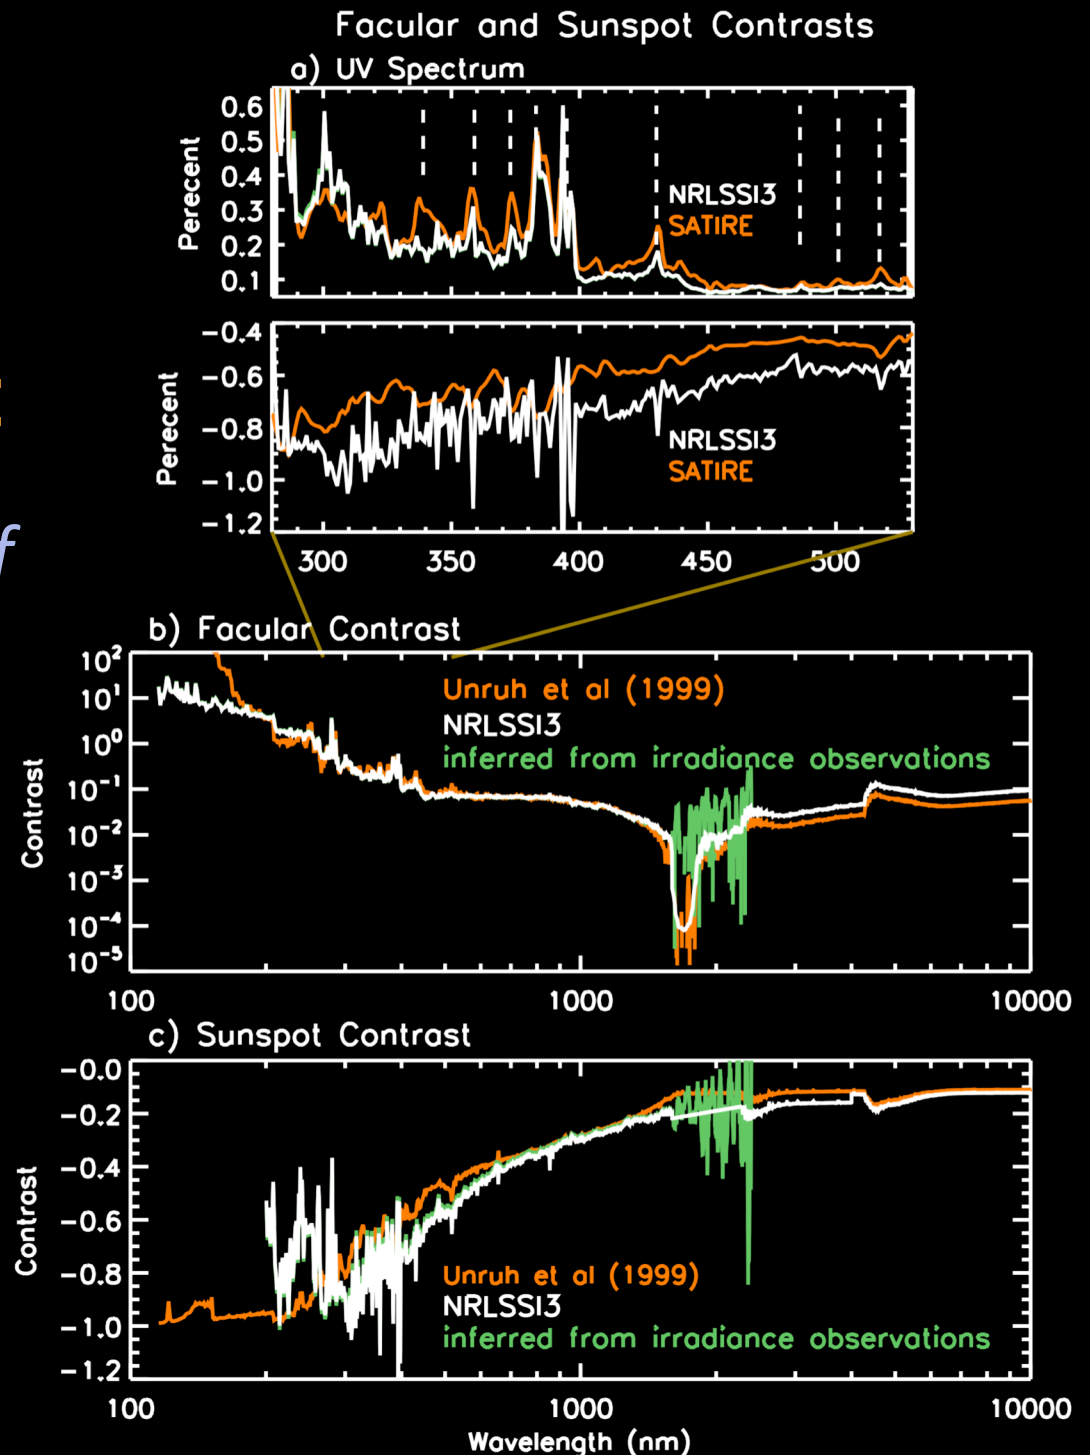 Facular and Sunspot Contrasts
a) UV Spectrum
0.6
0.5
0.4
0.3
0.2
0.1
Perecent
NRLSSI3
SATIRE
−0.4
−0.6
−0.8
−1.0
−1.2
Perecent
NRLSSI3
SATIRE
300 350 400 450 500
f
b) Facular Contrast
10²
10¹
10⁰
10⁻¹
10⁻²
10⁻³
10⁻⁴
10⁻⁵
Contrast
Unruh et al (1999)
NRLSSI3
inferred from irradiance observations
100 1000 10000
c) Sunspot Contrast
−0.0
−0.2
−0.4
−0.6
−0.8
−1.0
−1.2
Contrast
Unruh et al (1999)
NRLSSI3
inferred from irradiance observations
100 1000 10000
Wavelength (nm)